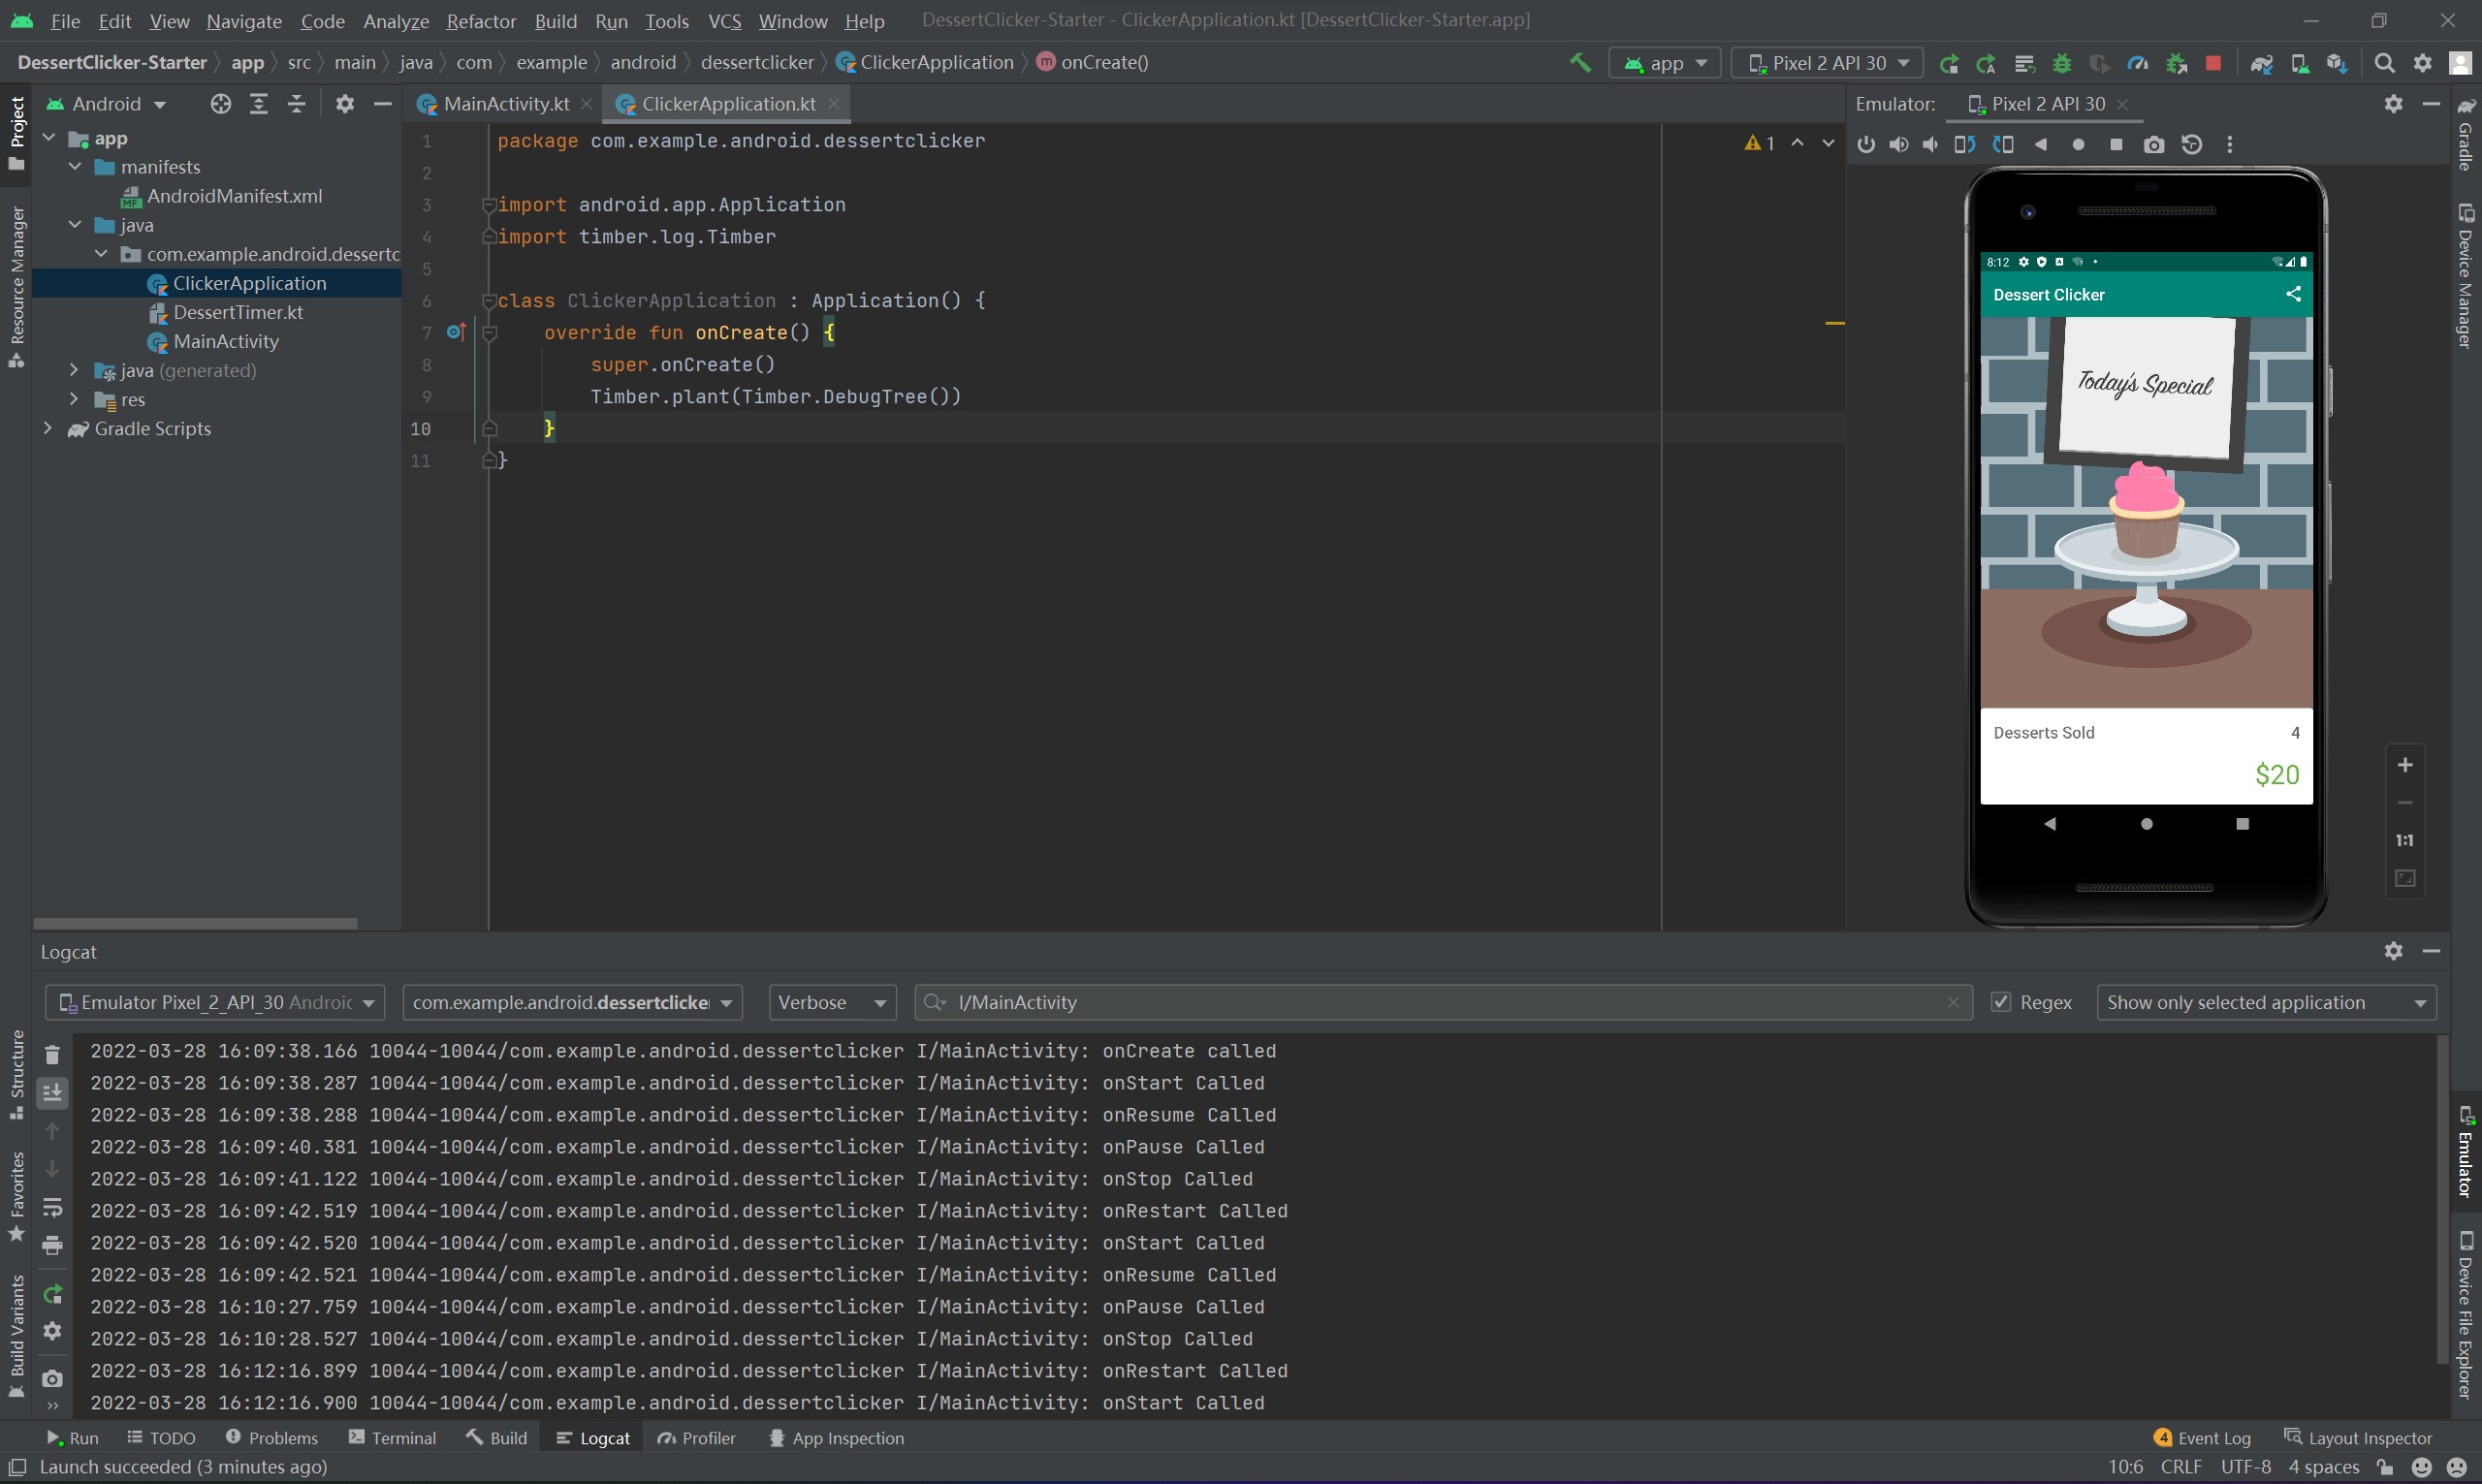 File Edit View Navigate Code Analyze Refactor Build Run Tools VCS Window Help DessertClicker-Starter - ClickerApplication.kt [DessertClicker-Starter.app]
DessertClicker-Starter app src main java com example android dessertclicker ClickerApplication onCreate() app Pixel 2 API 30
Project
Resource Manager
Structure
Favorites
Build Variants
Android
app
manifests
AndroidManifest.xml
java
com.example.android.dessertc
ClickerApplication
DessertTimer.kt
MainActivity
java (generated)
res
Gradle Scripts
MainActivity.kt ClickerApplication.kt
1 package com.example.android.dessertclicker
2
3 import android.app.Application
4 import timber.log.Timber
5
6 class ClickerApplication : Application() {
7 override fun onCreate() {
8 super.onCreate()
9 Timber.plant(Timber.DebugTree())
10 }
11 }
1
Emulator: Pixel 2 API 30
8:12
Dessert Clicker
Today's Special
Desserts Sold 4
$20
1:1
Gradle
Device Manager
Emulator
Device File Explorer
Logcat
Emulator Pixel_2_API_30 Androic com.example.android.dessertclicke Verbose I/MainActivity Regex Show only selected application
2022-03-28 16:09:38.166 10044-10044/com.example.android.dessertclicker I/MainActivity: onCreate called
2022-03-28 16:09:38.287 10044-10044/com.example.android.dessertclicker I/MainActivity: onStart Called
2022-03-28 16:09:38.288 10044-10044/com.example.android.dessertclicker I/MainActivity: onResume Called
2022-03-28 16:09:40.381 10044-10044/com.example.android.dessertclicker I/MainActivity: onPause Called
2022-03-28 16:09:41.122 10044-10044/com.example.android.dessertclicker I/MainActivity: onStop Called
2022-03-28 16:09:42.519 10044-10044/com.example.android.dessertclicker I/MainActivity: onRestart Called
2022-03-28 16:09:42.520 10044-10044/com.example.android.dessertclicker I/MainActivity: onStart Called
2022-03-28 16:09:42.521 10044-10044/com.example.android.dessertclicker I/MainActivity: onResume Called
2022-03-28 16:10:27.759 10044-10044/com.example.android.dessertclicker I/MainActivity: onPause Called
2022-03-28 16:10:28.527 10044-10044/com.example.android.dessertclicker I/MainActivity: onStop Called
2022-03-28 16:12:16.899 10044-10044/com.example.android.dessertclicker I/MainActivity: onRestart Called
2022-03-28 16:12:16.900 10044-10044/com.example.android.dessertclicker I/MainActivity: onStart Called
Run TODO Problems Terminal Build Logcat Profiler App Inspection 4 Event Log Layout Inspector
Launch succeeded (3 minutes ago) 10:6 CRLF UTF-8 4 spaces